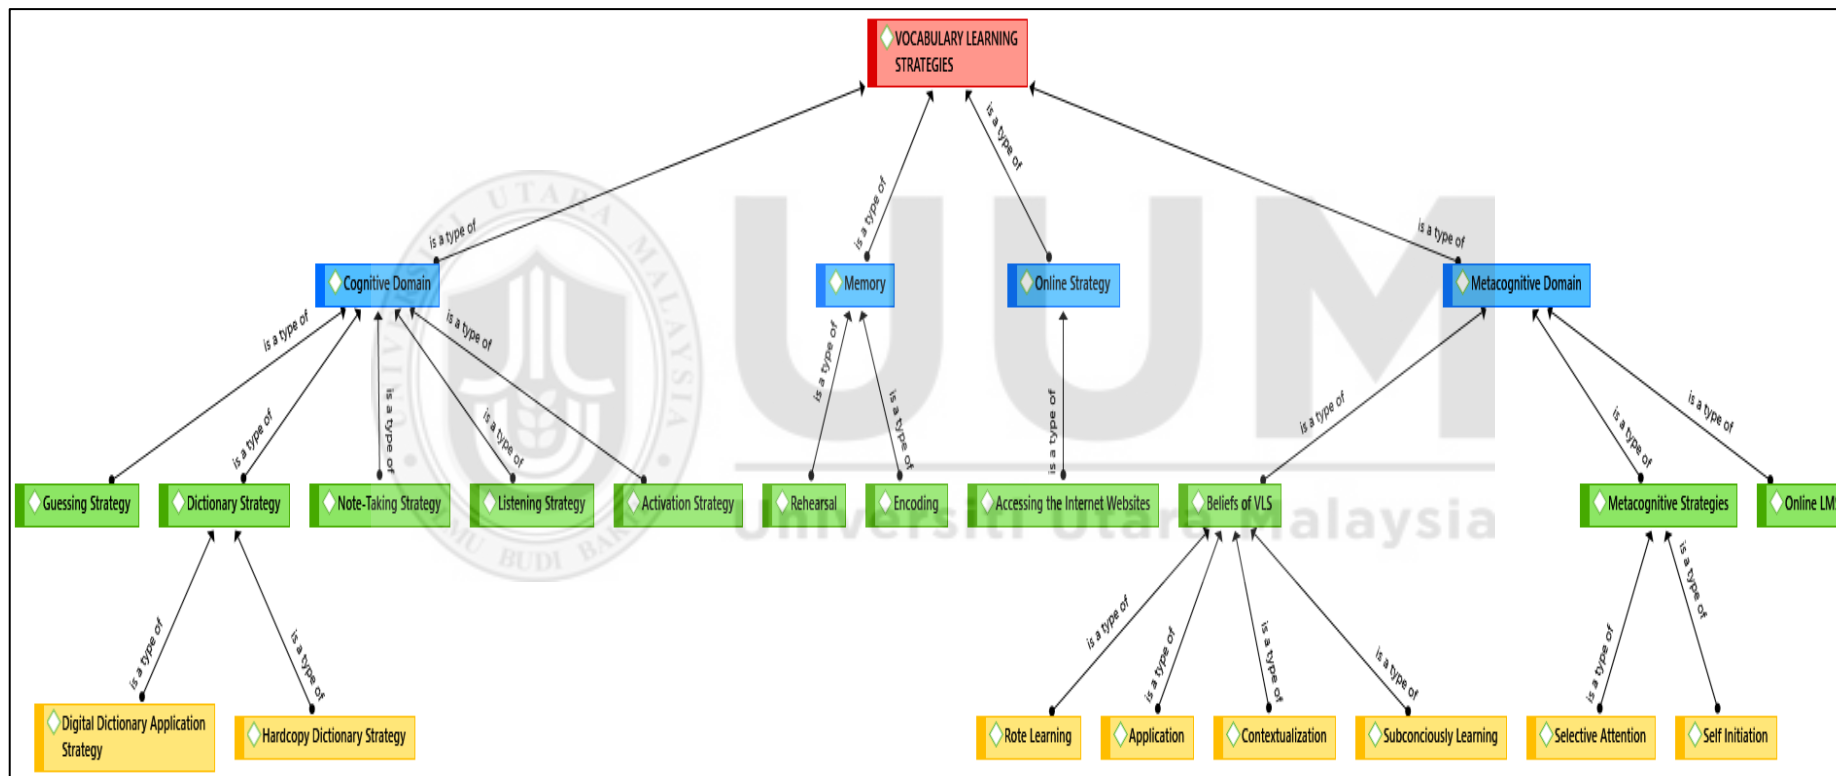 VOCABULARY LEARNING
STRATEGIES
is a type of
is a type of
is a type of
is a type of
Cognitive Domain
Memory
Online Strategy
Metacognitive Domain
is a type of
is a type of
is a type of
is a type of
is a type of
is a type of
is a type of
is a type of
is a type of
is a type of
is a type of
Guessing Strategy
Dictionary Strategy
Note-Taking Strategy
Listening Strategy
Activation Strategy
Rehearsal
Encoding
Accessing the Internet Websites
Beliefs of VLS
Metacognitive Strategies
Online LMS
is a type of
is a type of
is a type of
is a type of
is a type of
is a type of
is a type of
is a type of
Digital Dictionary Application
Strategy
Hardcopy Dictionary Strategy
Rote Learning
Application
Contextualization
Subconciously Learning
Selective Attention
Self Initiation
UUM
Universiti Utara Malaysia
UNIVERSITI UTARA MALAYSIA